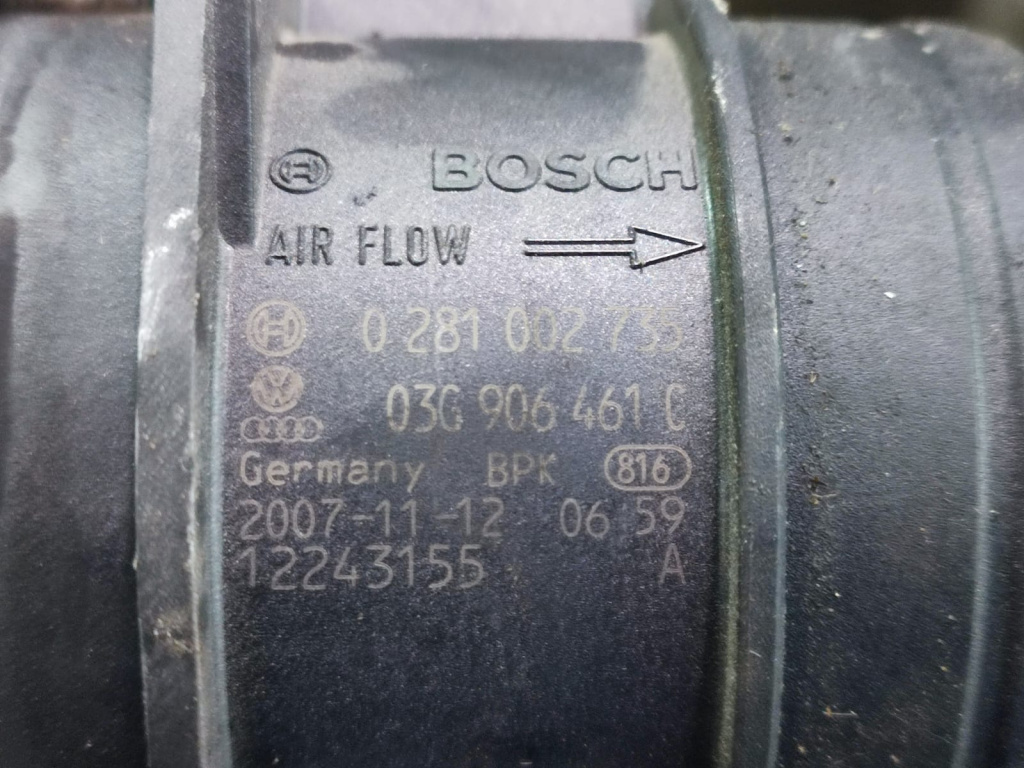 BOSCH
AIR FLOW
0 281 002 735
03G 906 461 C
Germany BPK 816
2007-11-12 06 59
12243155 A